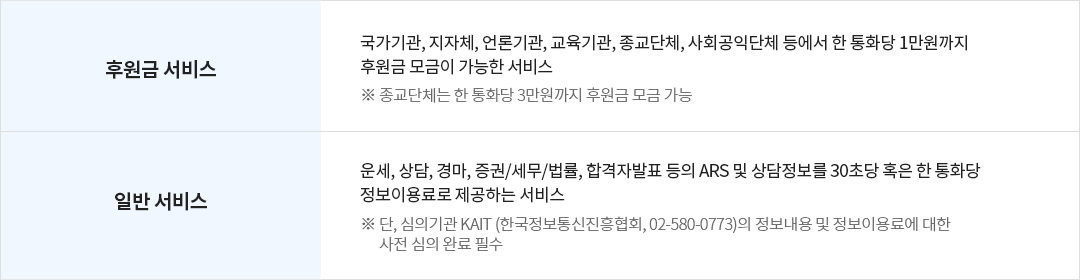 후원금 서비스
국가기관, 지자체, 언론기관, 교육기관, 종교단체, 사회공익단체 등에서 한 통화당 1만원까지
후원금 모금이 가능한 서비스
※ 종교단체는 한 통화당 3만원까지 후원금 모금 가능
일반 서비스
운세, 상담, 경마, 증권/세무/법률, 합격자발표 등의 ARS 및 상담정보를 30초당 혹은 한 통화당
정보이용료로 제공하는 서비스
※ 단, 심의기관 KAIT (한국정보통신진흥협회, 02-580-0773)의 정보내용 및 정보이용료에 대한
사전 심의 완료 필수